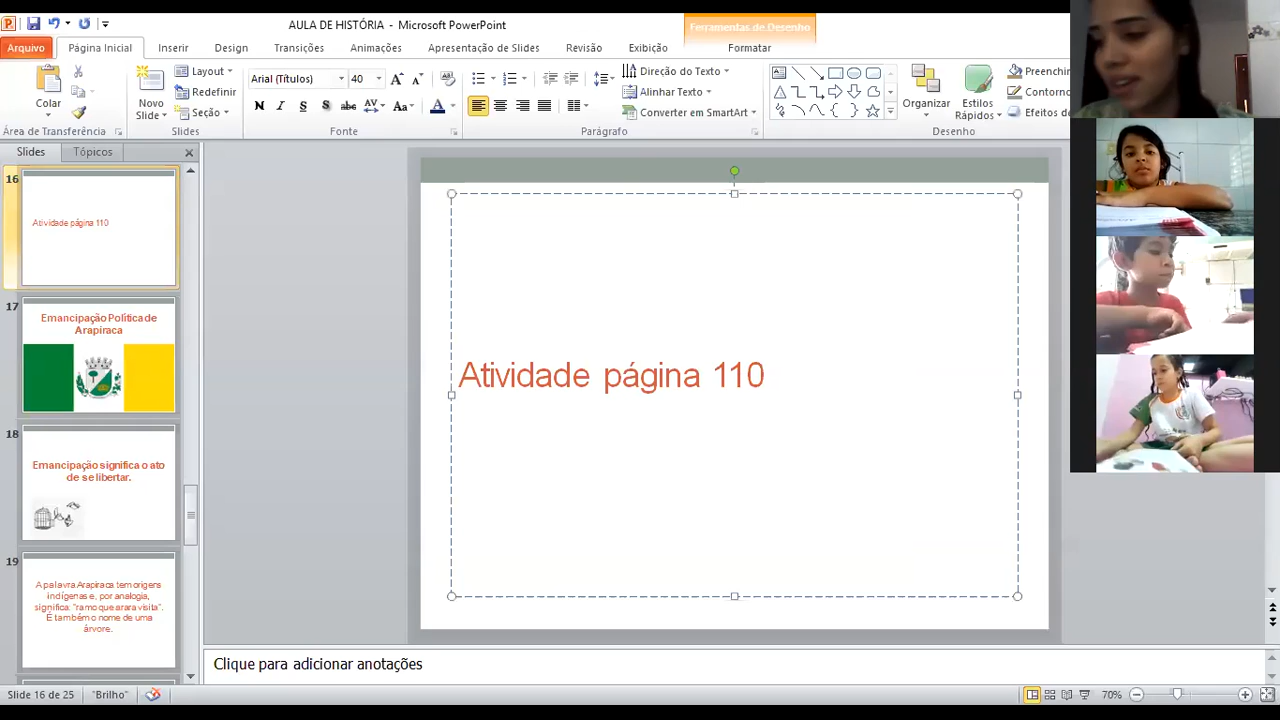 AULA DE HISTÓRIA - Microsoft PowerPoint
Ferramentas de Desenho
Arquivo
Página Inicial
Inserir
Design
Transições
Animações
Apresentação de Slides
Revisão
Exibição
Formatar
Colar
Área de Transferência
Novo
Slide
Layout
Redefinir
Seção
Slides
Arial (Títulos)
40
N I S S abc AV Aa A
Fonte
Direção do Texto
Alinhar Texto
Converter em SmartArt
Parágrafo
Organizar
Estilos
Rápidos
Preenchi
Contorno
Efeitos d
Desenho
Slides
Tópicos
16
Atividade página 110
17
Emancipação Política de
Arapiraca
18
Emancipação significa o ato
de se libertar.
19
A palavra Arapiraca tem origens
indígenas e, por analogia,
significa: "ramo que arara visita".
É também o nome de uma
árvore.
Atividade página 110
Clique para adicionar anotações
Slide 16 de 25
"Brilho"
70%